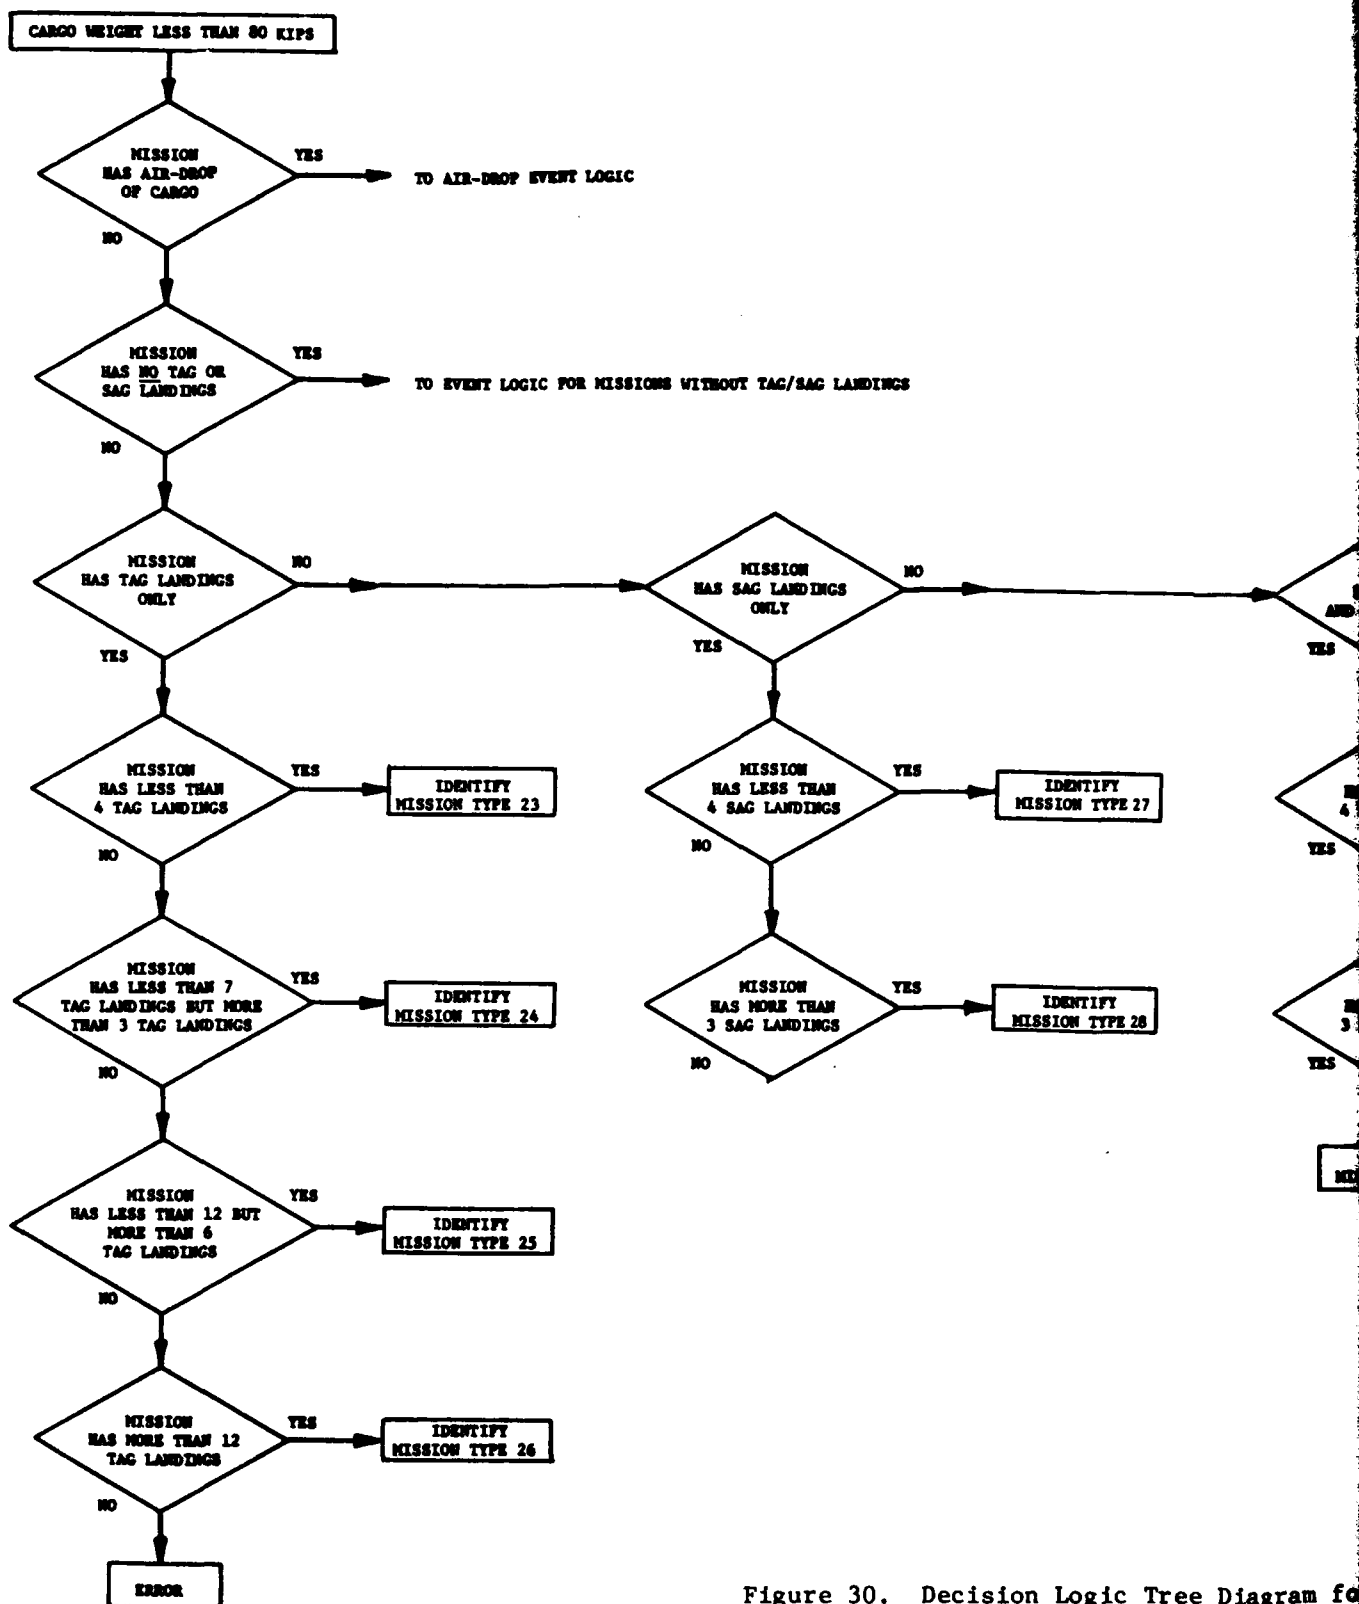 CARGO WEIGHT LESS THAN 80 KIPS
MISSION
HAS AIR-DROP
OF CARGO
YES
TO AIR-DROP EVENT LOGIC
NO
MISSION
HAS NO TAG OR
SAG LANDINGS
YES
TO EVENT LOGIC FOR MISSIONS WITHOUT TAG/SAG LANDINGS
NO
MISSION
HAS TAG LANDINGS
ONLY
NO
YES
MISSION
HAS SAG LANDINGS
ONLY
NO
YES
AND
YES
MISSION
HAS LESS THAN
4 TAG LANDINGS
YES
IDENTIFY
MISSION TYPE 23
NO
MISSION
HAS LESS THAN
4 SAG LANDINGS
YES
IDENTIFY
MISSION TYPE 27
NO
4
YES
MISSION
HAS LESS THAN 7
TAG LANDINGS BUT MORE
THAN 3 TAG LANDINGS
YES
IDENTIFY
MISSION TYPE 24
NO
MISSION
HAS MORE THAN
3 SAG LANDINGS
YES
IDENTIFY
MISSION TYPE 28
NO
3
YES
MISSION
HAS LESS THAN 12 BUT
MORE THAN 6
TAG LANDINGS
YES
IDENTIFY
MISSION TYPE 25
NO
MISSION
HAS MORE THAN 12
TAG LANDINGS
YES
IDENTIFY
MISSION TYPE 26
NO
ERROR
Figure 30. Decision Logic Tree Diagram fo